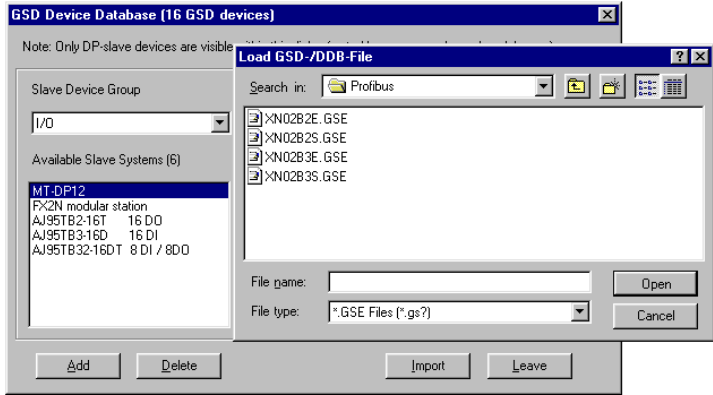 GSD Device Database (16 GSD devices)
Note: Only DP-slave devices are visible
Slave Device Group
I/O
Available Slave Systems (6)
MT-DP12
FX2N modular station
AJ95TB2-16T 16 DO
AJ95TB3-16D 16 DI
AJ95TB32-16DT 8 DI / 8DO
Add
Delete
Import
Leave
Load GSD-/DDB-File
Search in:
Profibus
XN02B2E.GSE
XN02B2S.GSE
XN02B3E.GSE
XN02B3S.GSE
File name:
Open
File type:
*.GSE Files (*.gs?)
Cancel